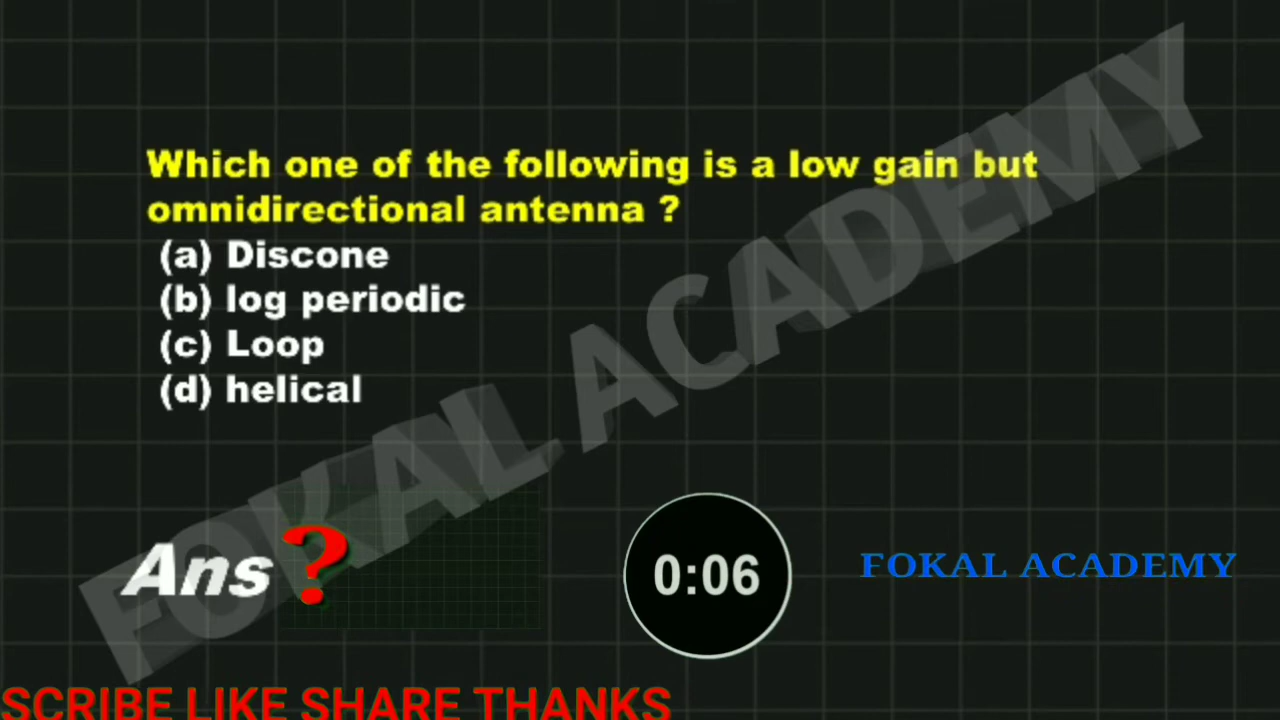 Which one of the following is a low gain but
omnidirectional antenna ?
(a) Discone
(b) log periodic
(c) Loop
(d) helical
FOKAL ACADEMY
Ans ?
0:06
FOKAL ACADEMY
SCRIBE LIKE SHARE THANKS